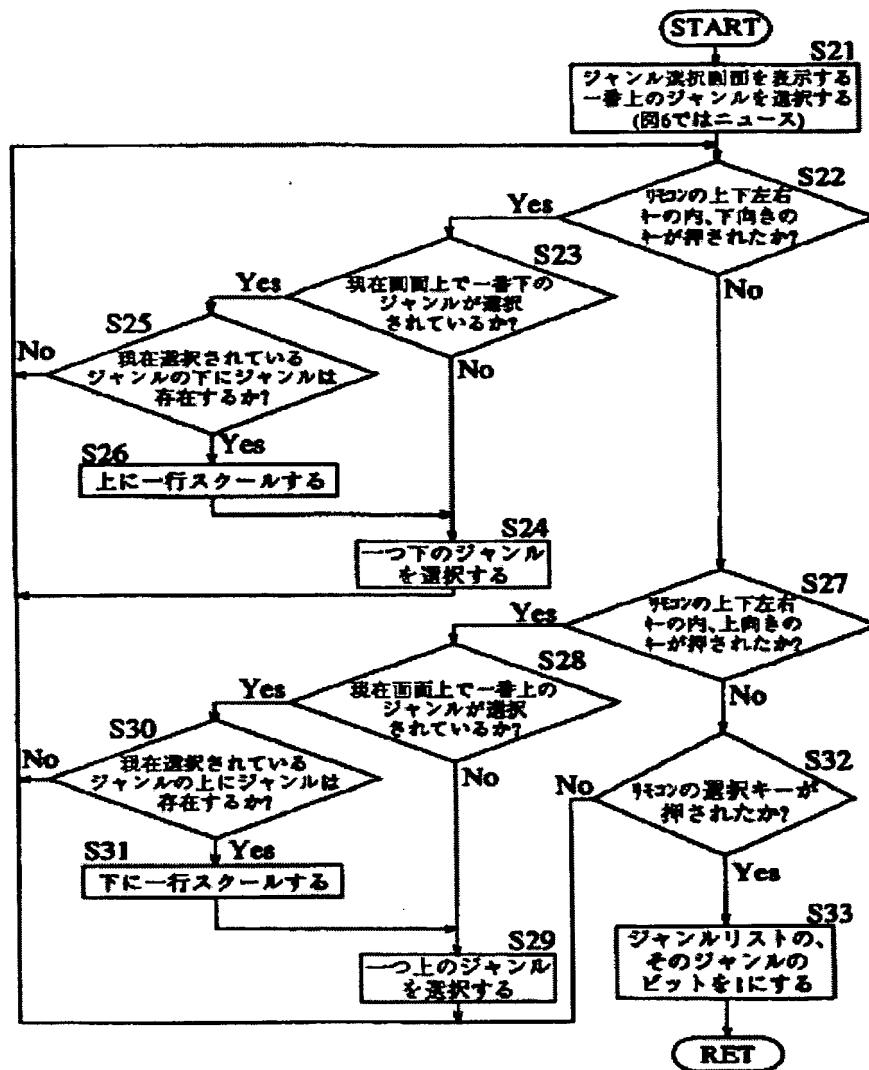 START
S21
ジャンル選択画面を表示する
一番上のジャンルを選択する
(図6ではニュース)
S22
リモコンの上下左右
キーの内、下向きの
キーが押されたか?
Yes
No
S23
現在画面上で一番下の
ジャンルが選択
されているか?
Yes
No
S25
現在選択されている
ジャンルの下にジャンルは
存在するか?
No
Yes
S26
上に一行スクールする
S24
一つ下のジャンル
を選択する
S27
リモコンの上下左右
キーの内、上向きの
キーが押されたか?
Yes
No
S28
現在画面上で一番上の
ジャンルが選択
されているか?
Yes
No
S30
現在選択されている
ジャンルの上にジャンルは
存在するか?
No
Yes
S31
下に一行スクールする
S29
一つ上のジャンル
を選択する
S32
リモコンの選択キーが
押されたか?
No
Yes
S33
ジャンルリストの、
そのジャンルの
ビットを1にする
RET